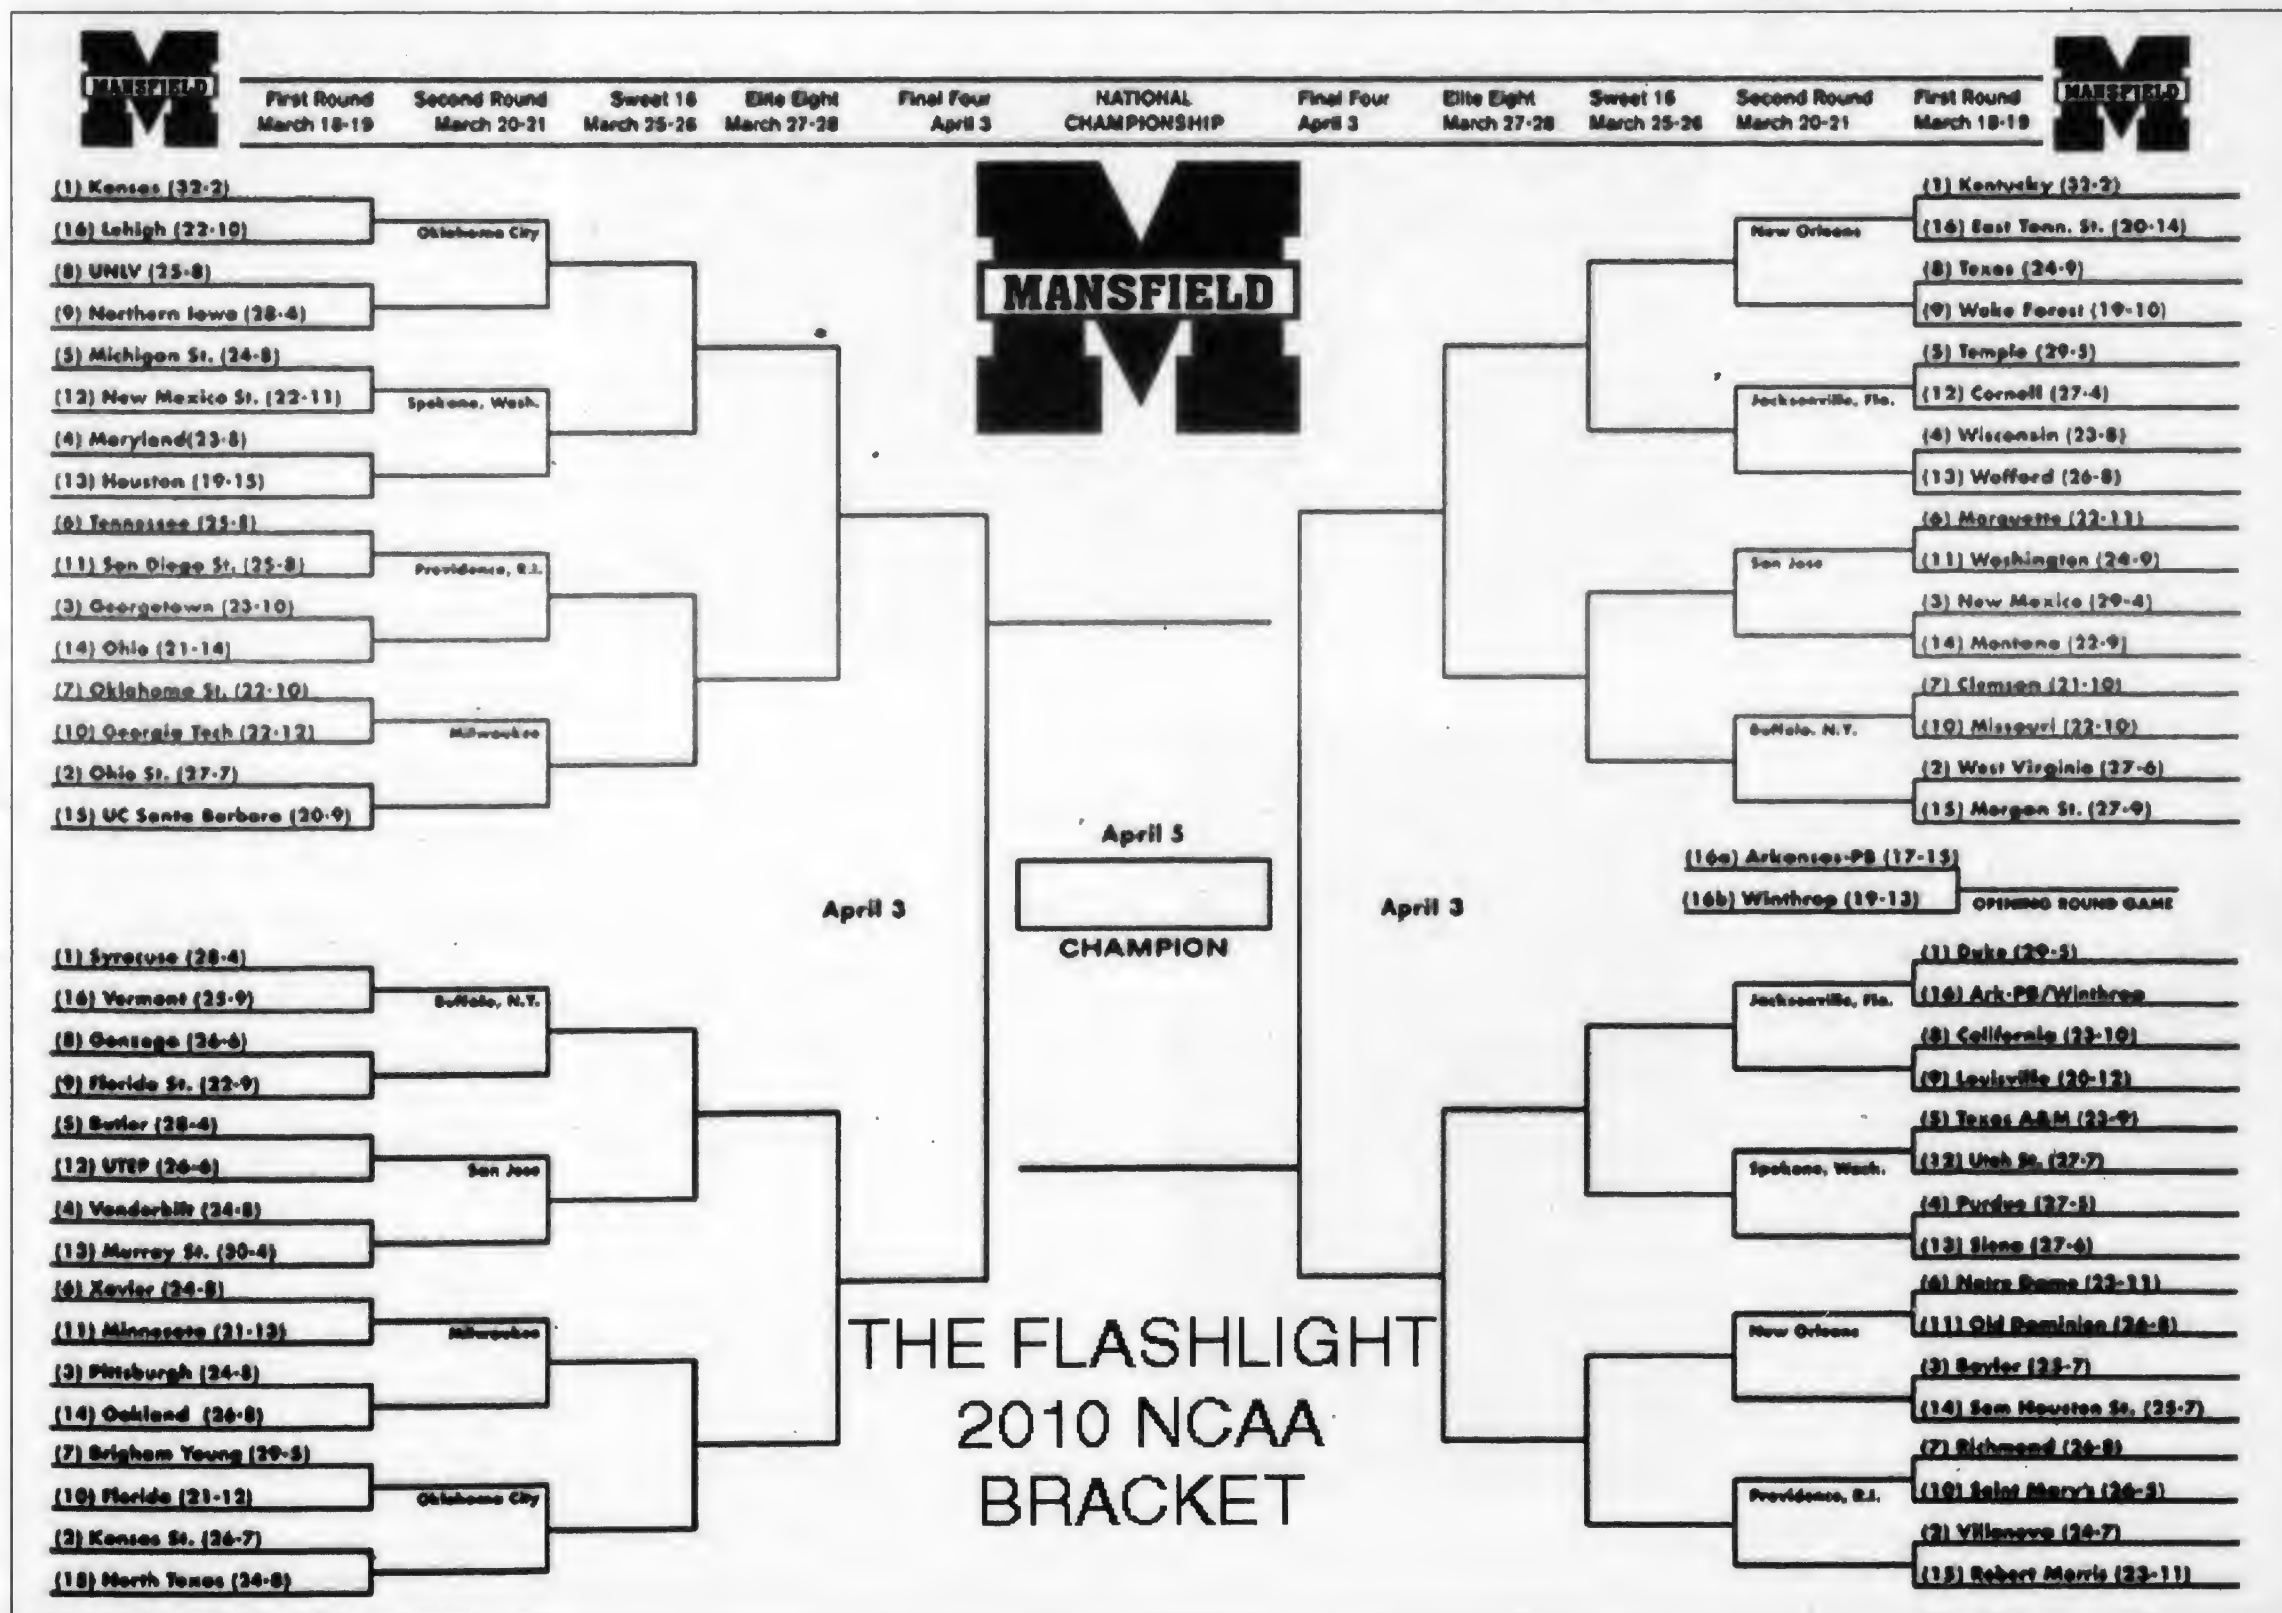 MANSFIELD
First Round Second Round Sweet 16 Elite Eight Final Four NATIONAL Final Four Elite Eight Sweet 16 Second Round First Round
March 18-19 March 20-21 March 25-26 March 27-28 April 3 CHAMPIONSHIP April 3 March 27-28 March 25-26 March 20-21 March 18-19
MANSFIELD
MANSFIELD
(1) Kansas (32-2)
(16) Lehigh (22-10)
Oklahoma City
(8) UNLV (25-8)
(9) Northern Iowa (28-4)
(5) Michigan St. (24-8)
(12) New Mexico St. (22-11)
Spokane, Wash.
(4) Maryland(23-8)
(13) Houston (19-15)
(6) Tennessee (25-8)
(11) San Diego St. (25-8)
Providence, R.I.
(3) Georgetown (23-10)
(14) Ohio (21-14)
(7) Oklahoma St. (22-10)
(10) Georgia Tech (22-12)
Milwaukee
(2) Ohio St. (27-7)
(15) UC Santa Barbara (20-9)
(1) Syracuse (28-4)
(16) Vermont (25-9)
Buffalo, N.Y.
(8) Gonzaga (26-6)
(9) Florida St. (22-9)
(5) Butler (28-4)
(12) UTEP (26-6)
San Jose
(4) Vanderbilt (24-8)
(13) Murray St. (30-4)
(6) Xavier (24-8)
(11) Minnesota (21-13)
Milwaukee
(3) Pittsburgh (24-8)
(14) Oakland (26-8)
(7) Brigham Young (29-5)
(10) Florida (21-12)
Oklahoma City
(2) Kansas St. (26-7)
(15) North Texas (24-8)
April 3
April 5
CHAMPION
April 3
THE FLASHLIGHT
2010 NCAA
BRACKET
(1) Kentucky (32-2)
New Orleans
(16) East Tenn. St. (20-14)
(8) Texas (24-9)
(9) Wake Forest (19-10)
(5) Temple (29-5)
Jacksonville, Fla.
(12) Cornell (27-4)
(4) Wisconsin (23-8)
(13) Wofford (26-8)
(6) Marquette (22-11)
San Jose
(11) Washington (24-9)
(3) New Mexico (29-4)
(14) Montana (22-9)
(7) Clemson (21-10)
Buffalo, N.Y.
(10) Missouri (22-10)
(2) West Virginia (27-6)
(15) Morgan St. (27-9)
(16a) Arkansas-PB (17-15)
(16b) Winthrop (19-13)
OPENING ROUND GAME
(1) Duke (29-5)
Jacksonville, Fla.
(16) Ark-PB/Winthrop
(8) California (23-10)
(9) Louisville (20-12)
(5) Texas A&M (23-9)
Spokane, Wash.
(12) Utah St. (27-7)
(4) Purdue (27-5)
(13) Siena (27-6)
(6) Notre Dame (23-11)
New Orleans
(11) Old Dominion (26-8)
(3) Baylor (25-7)
(14) Sam Houston St. (25-7)
(7) Richmond (26-8)
Providence, R.I.
(10) Saint Mary's (26-5)
(2) Villanova (24-7)
(15) Robert Morris (23-11)